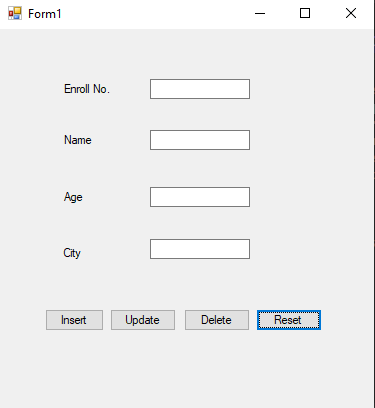 Form1
Enroll No.
Name
Age
City
Insert Update Delete Reset